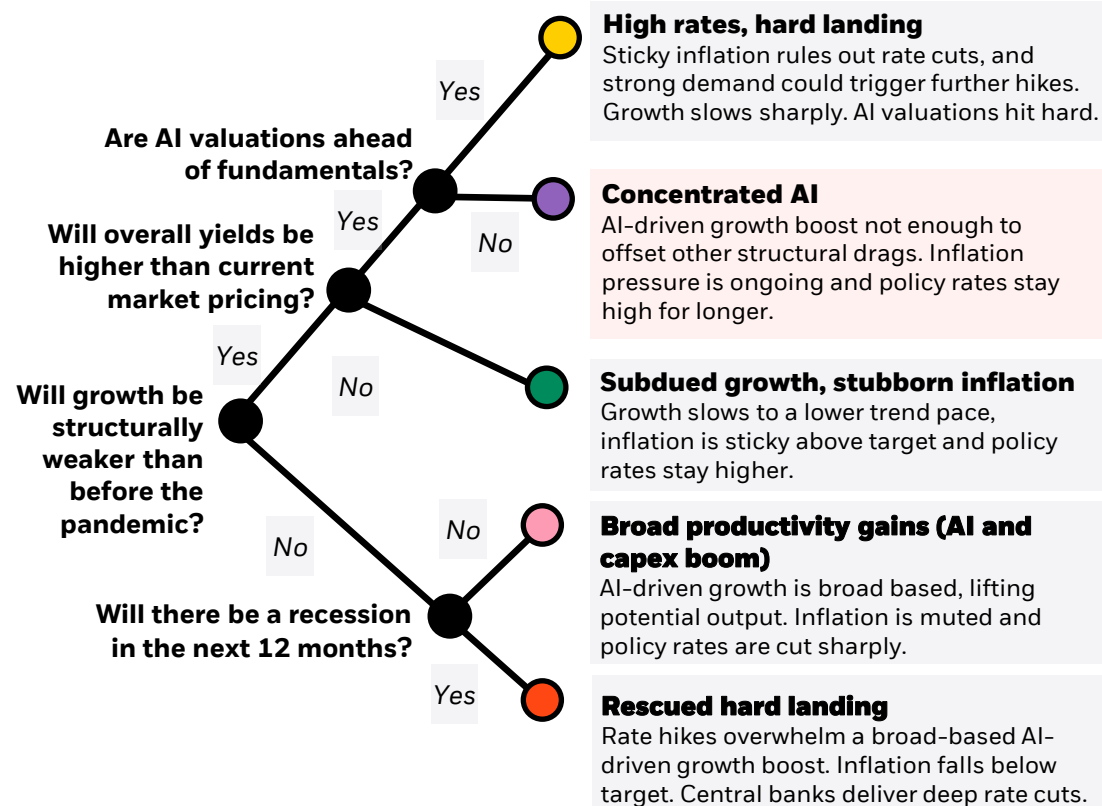 High rates, hard landing
Sticky inflation rules out rate cuts, and
strong demand could trigger further hikes.
Growth slows sharply. AI valuations hit hard.
Yes
Are AI valuations ahead
of fundamentals?
Concentrated AI
AI-driven growth boost not enough to
offset other structural drags. Inflation
pressure is ongoing and policy rates stay
high for longer.
Yes
No
Will overall yields be
higher than current
market pricing?
Yes
No
Subdued growth, stubborn inflation
Growth slows to a lower trend pace,
inflation is sticky above target and policy
rates stay higher.
Will growth be
structurally
weaker than
before the
pandemic?
No
No
Broad productivity gains (AI and
capex boom)
AI-driven growth is broad based, lifting
potential output. Inflation is muted and
policy rates are cut sharply.
Will there be a recession
in the next 12 months?
Yes
Rescued hard landing
Rate hikes overwhelm a broad-based AI-
driven growth boost. Inflation falls below
target. Central banks deliver deep rate cuts.